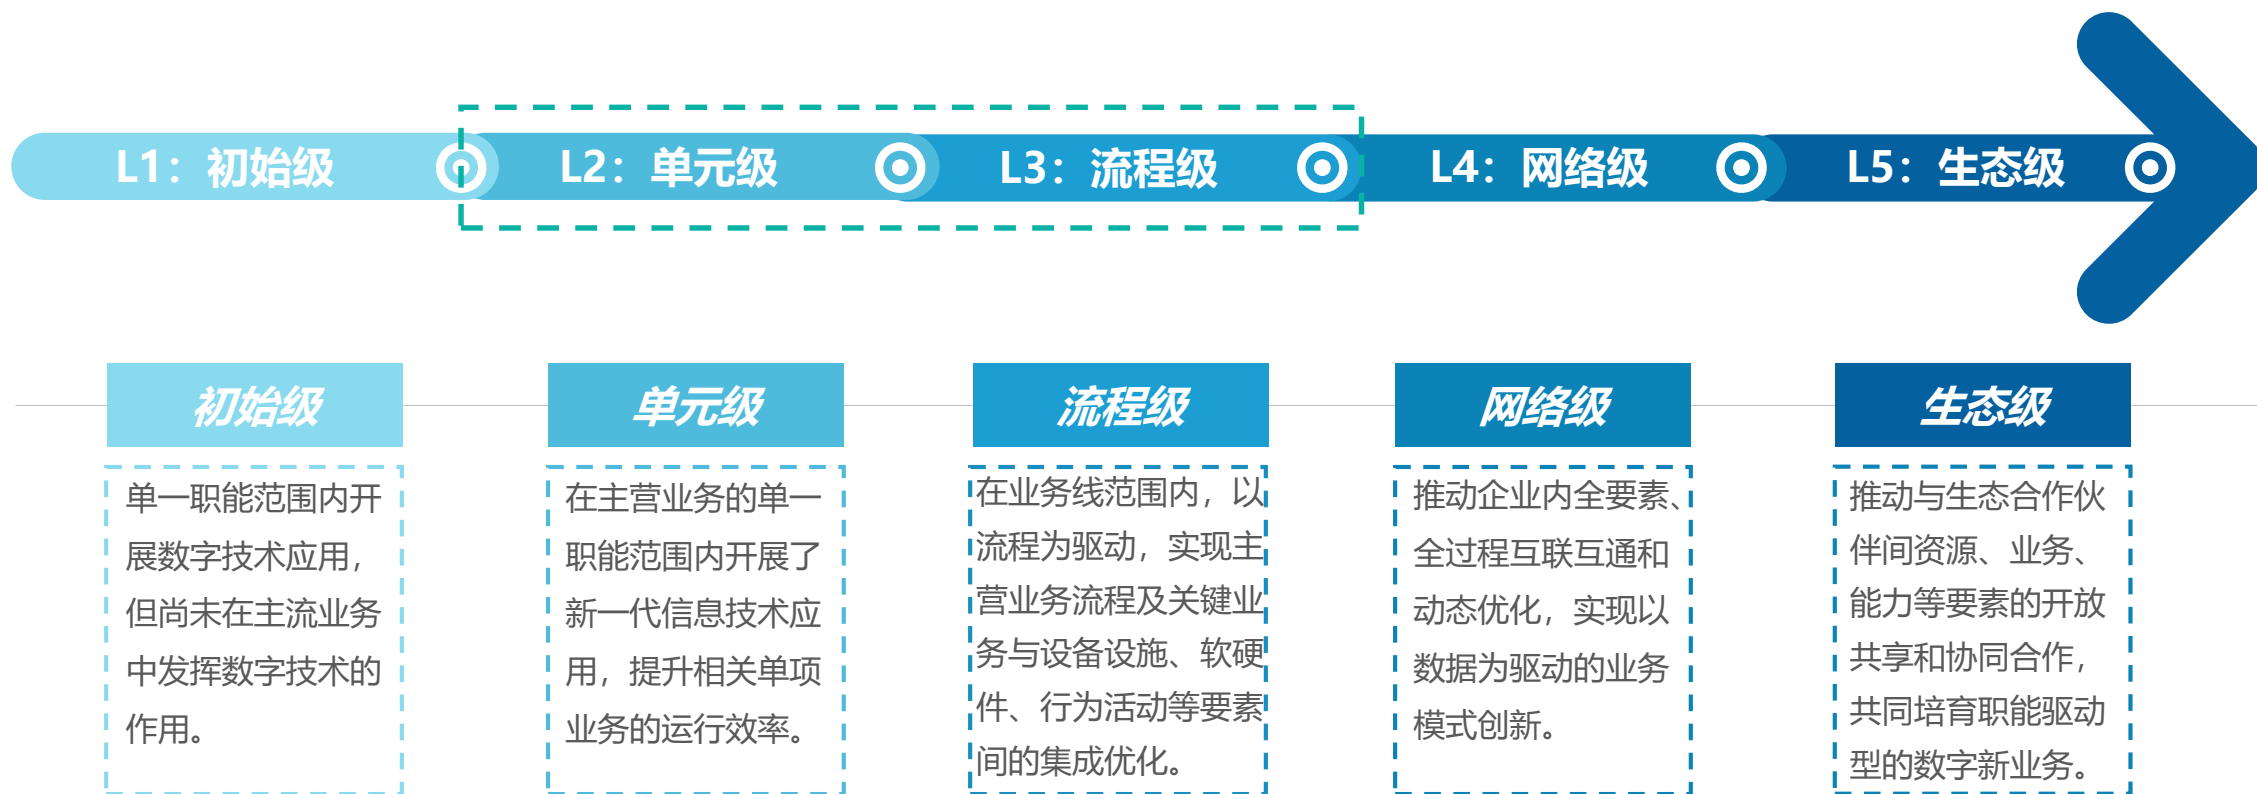 L1：初始级
L2：单元级
L3：流程级
L4：网络级
L5：生态级
初始级
单一职能范围内开
展数字技术应用，
但尚未在主流业务
中发挥数字技术的
作用。
单元级
在主营业务的单一
职能范围内开展了
新一代信息技术应
用，提升相关单项
业务的运行效率。
流程级
在业务线范围内，以
流程为驱动，实现主
营业务流程及关键业
务与设备设施、软硬
件、行为活动等要素
间的集成优化。
网络级
推动企业内全要素、
全过程互联互通和
动态优化，实现以
数据为驱动的业务
模式创新。
生态级
推动与生态合作伙
伴间资源、业务、
能力等要素的开放
共享和协同合作，
共同培育职能驱动
型的数字新业务。